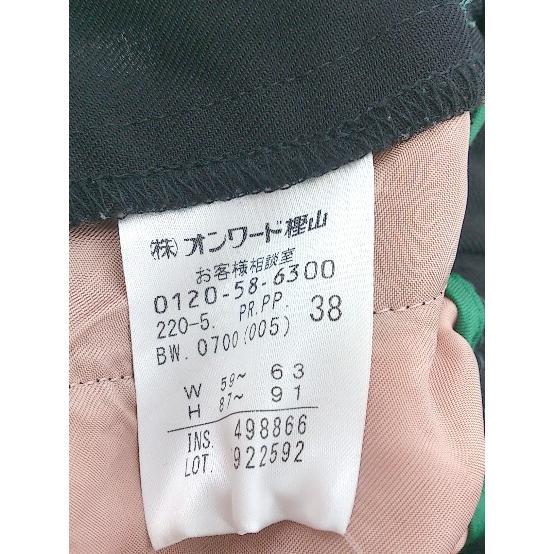 (株)オンワード樫山
お客様相談室
0120-58-6300
220-5. PR.PP. 38
BW. 0700(005)
W 59~ 63
H 87~ 91
INS. 498866
LOT. 922592